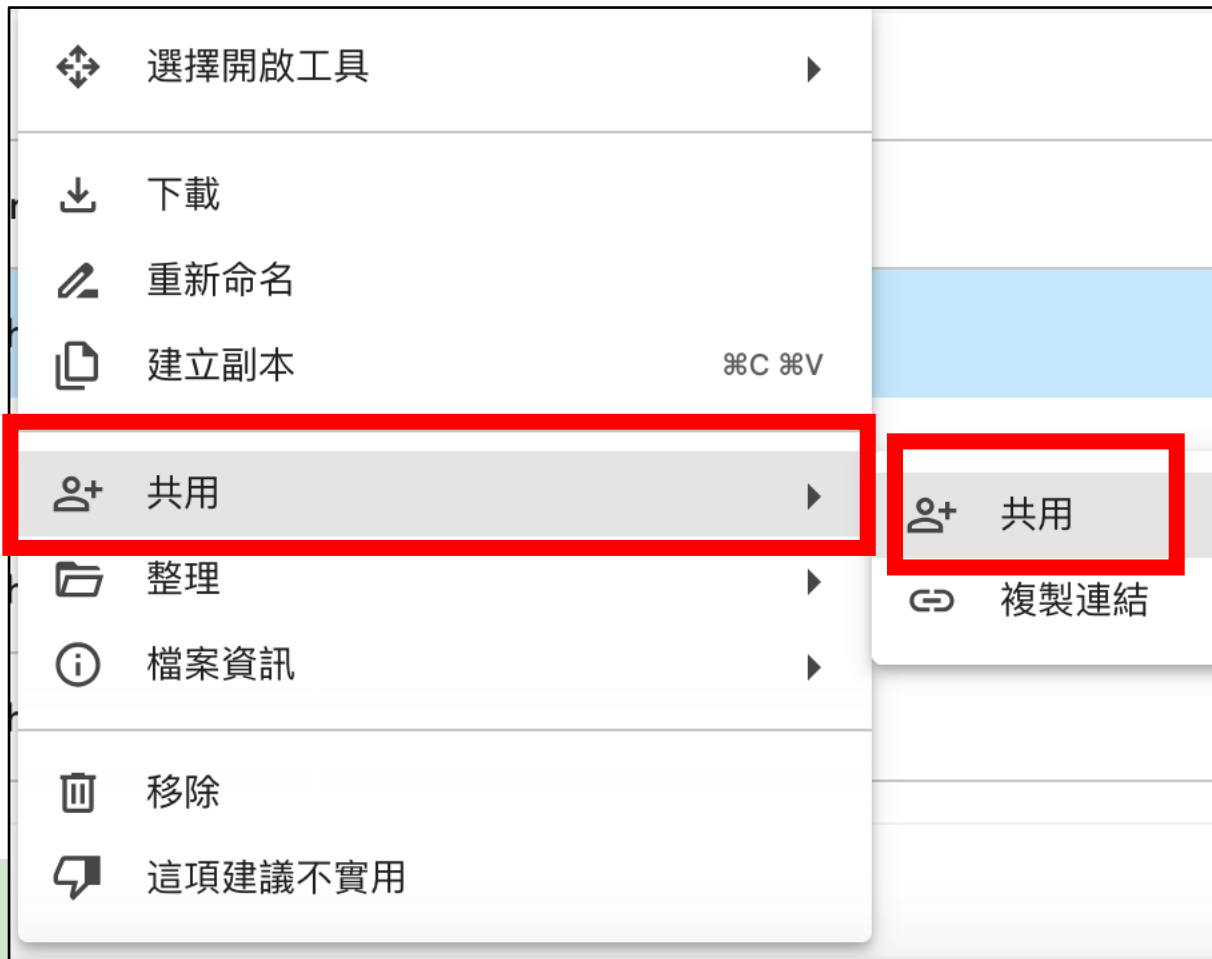 選擇開啟工具
下載
重新命名
建立副本 ⌘C ⌘V
共用
整理
檔案資訊
移除
這項建議不實用
共用
複製連結